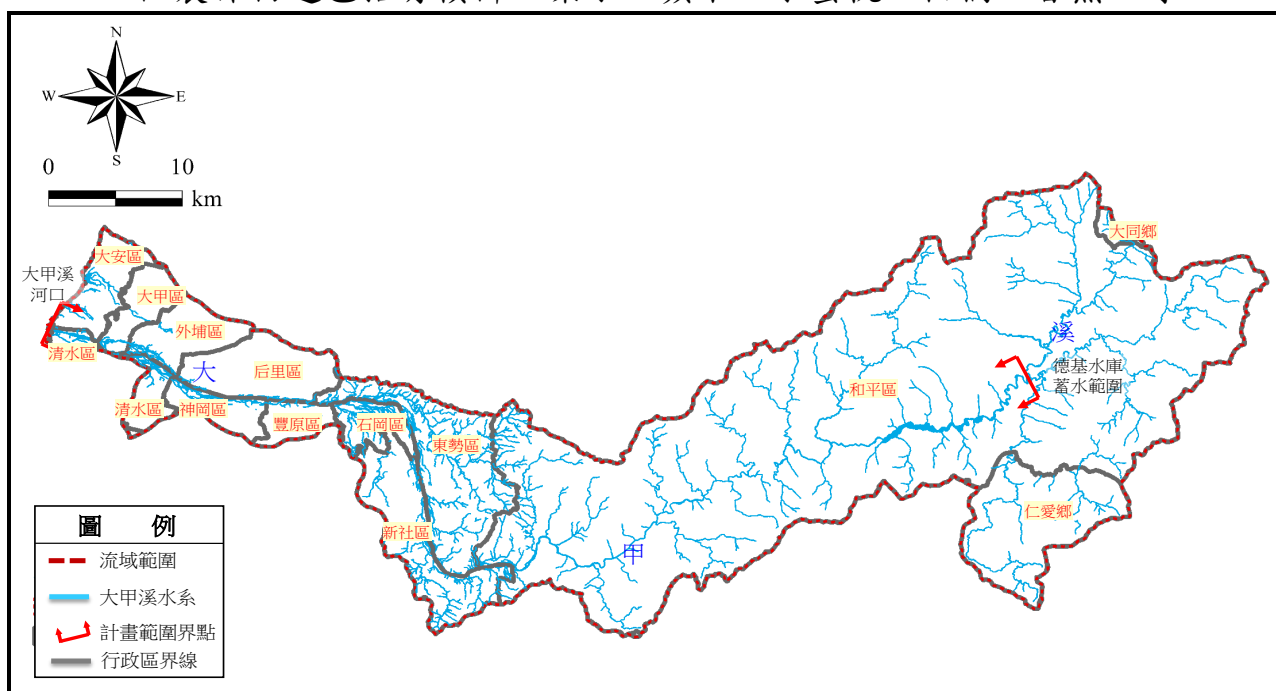 N
W
E
S
0 10
km
大同鄉
大安區
大甲溪
河口
大甲區
外埔區
清水區
溪
大
后里區
德基水庫
蓄水範圍
和平區
清水區
神岡區
豐原區
石岡區
東勢區
仁愛鄉
新社區
甲
圖 例
流域範圍
大甲溪水系
計畫範圍界點
行政區界線